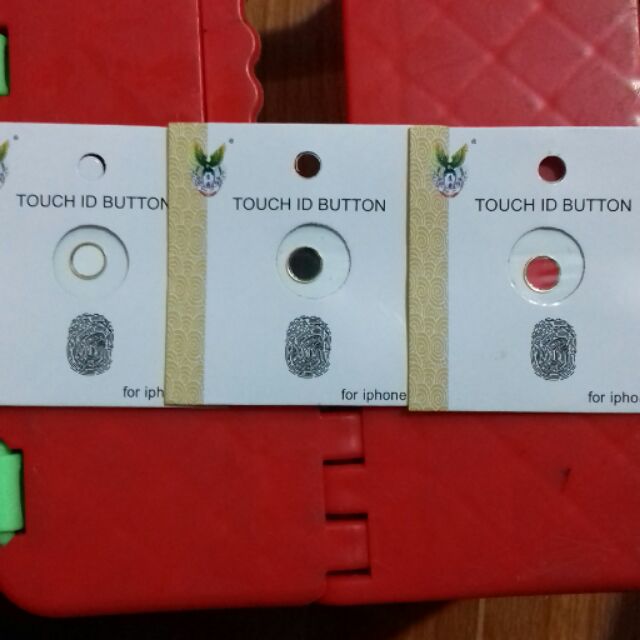 TOUCH ID BUTTON
for iph
TOUCH ID BUTTON
for iphone
TOUCH ID BUTTON
for ipho